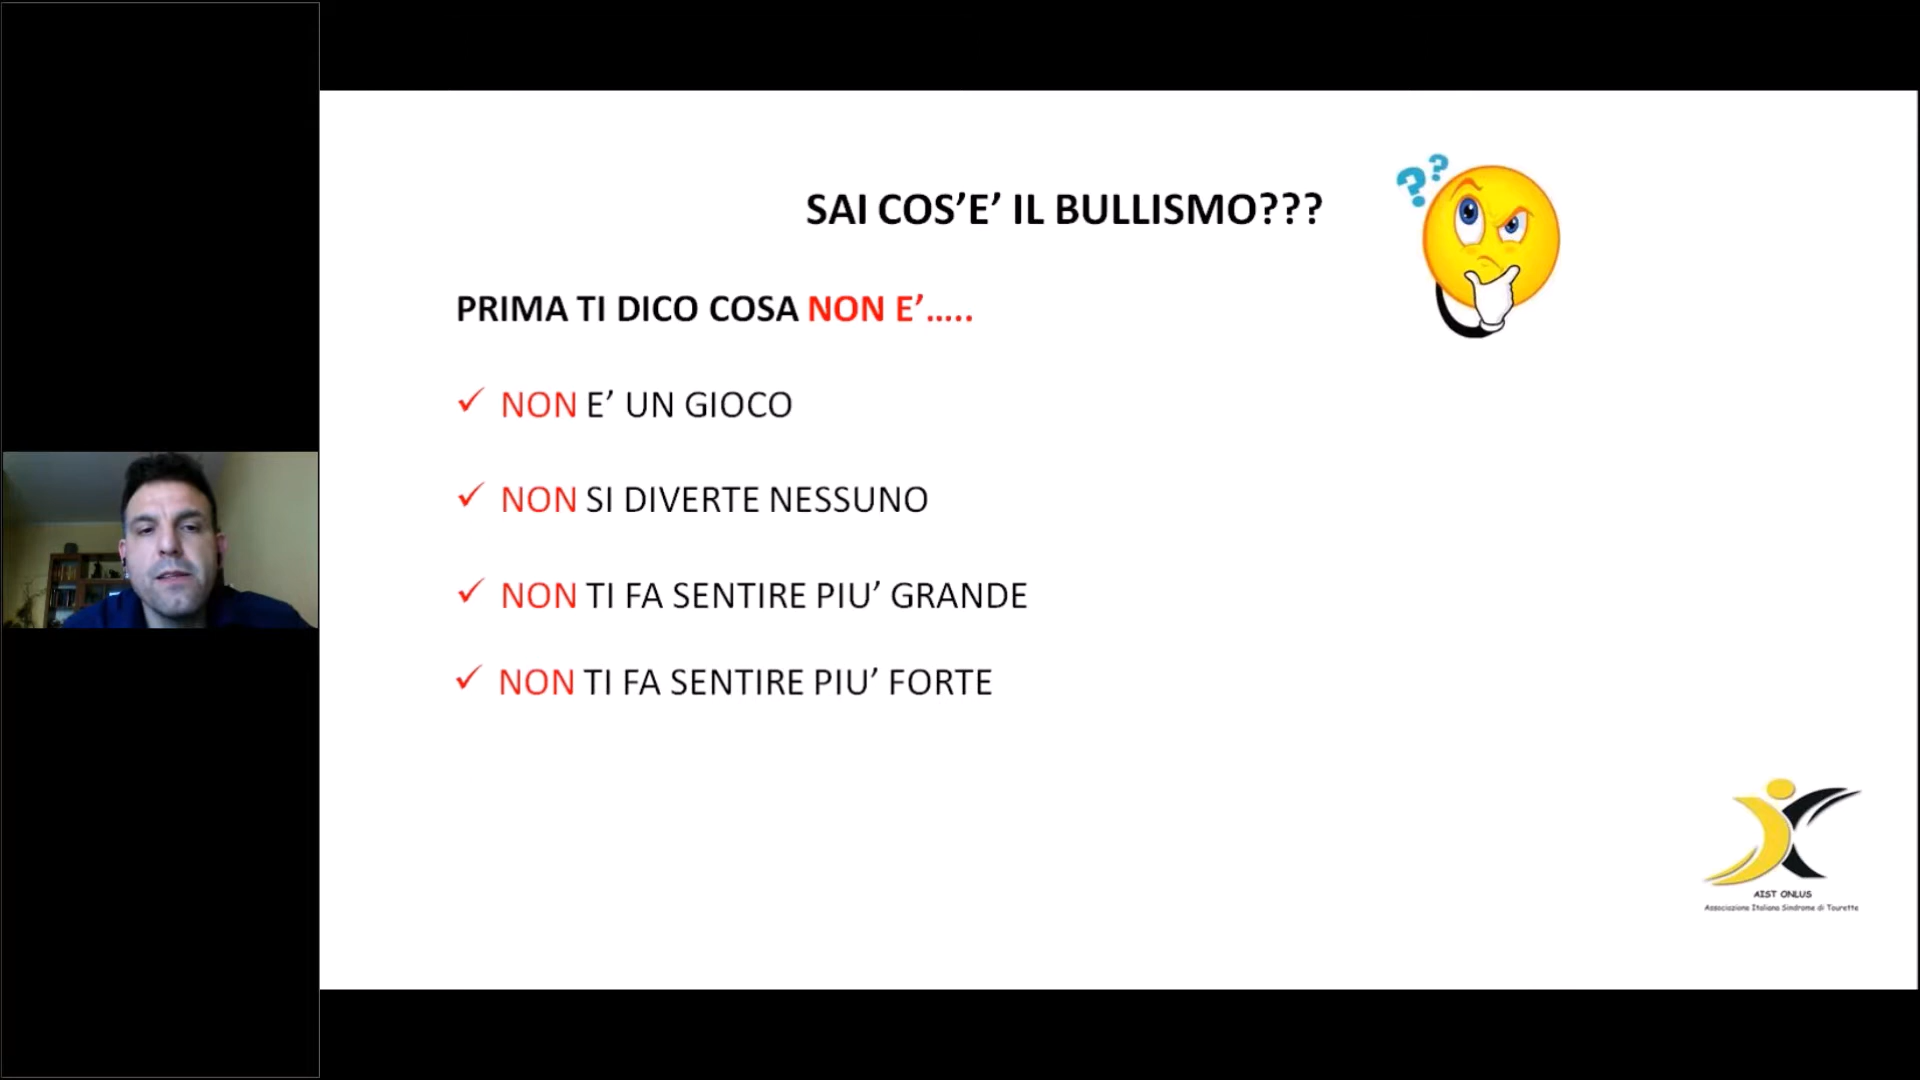 SAI COS’E’ IL BULLISMO???
PRIMA TI DICO COSA NON E’.....
NON E’ UN GIOCO
NON SI DIVERTE NESSUNO
NON TI FA SENTIRE PIU’ GRANDE
NON TI FA SENTIRE PIU’ FORTE
AIST ONLUS
Associazione Italiana Sindrome di Tourette